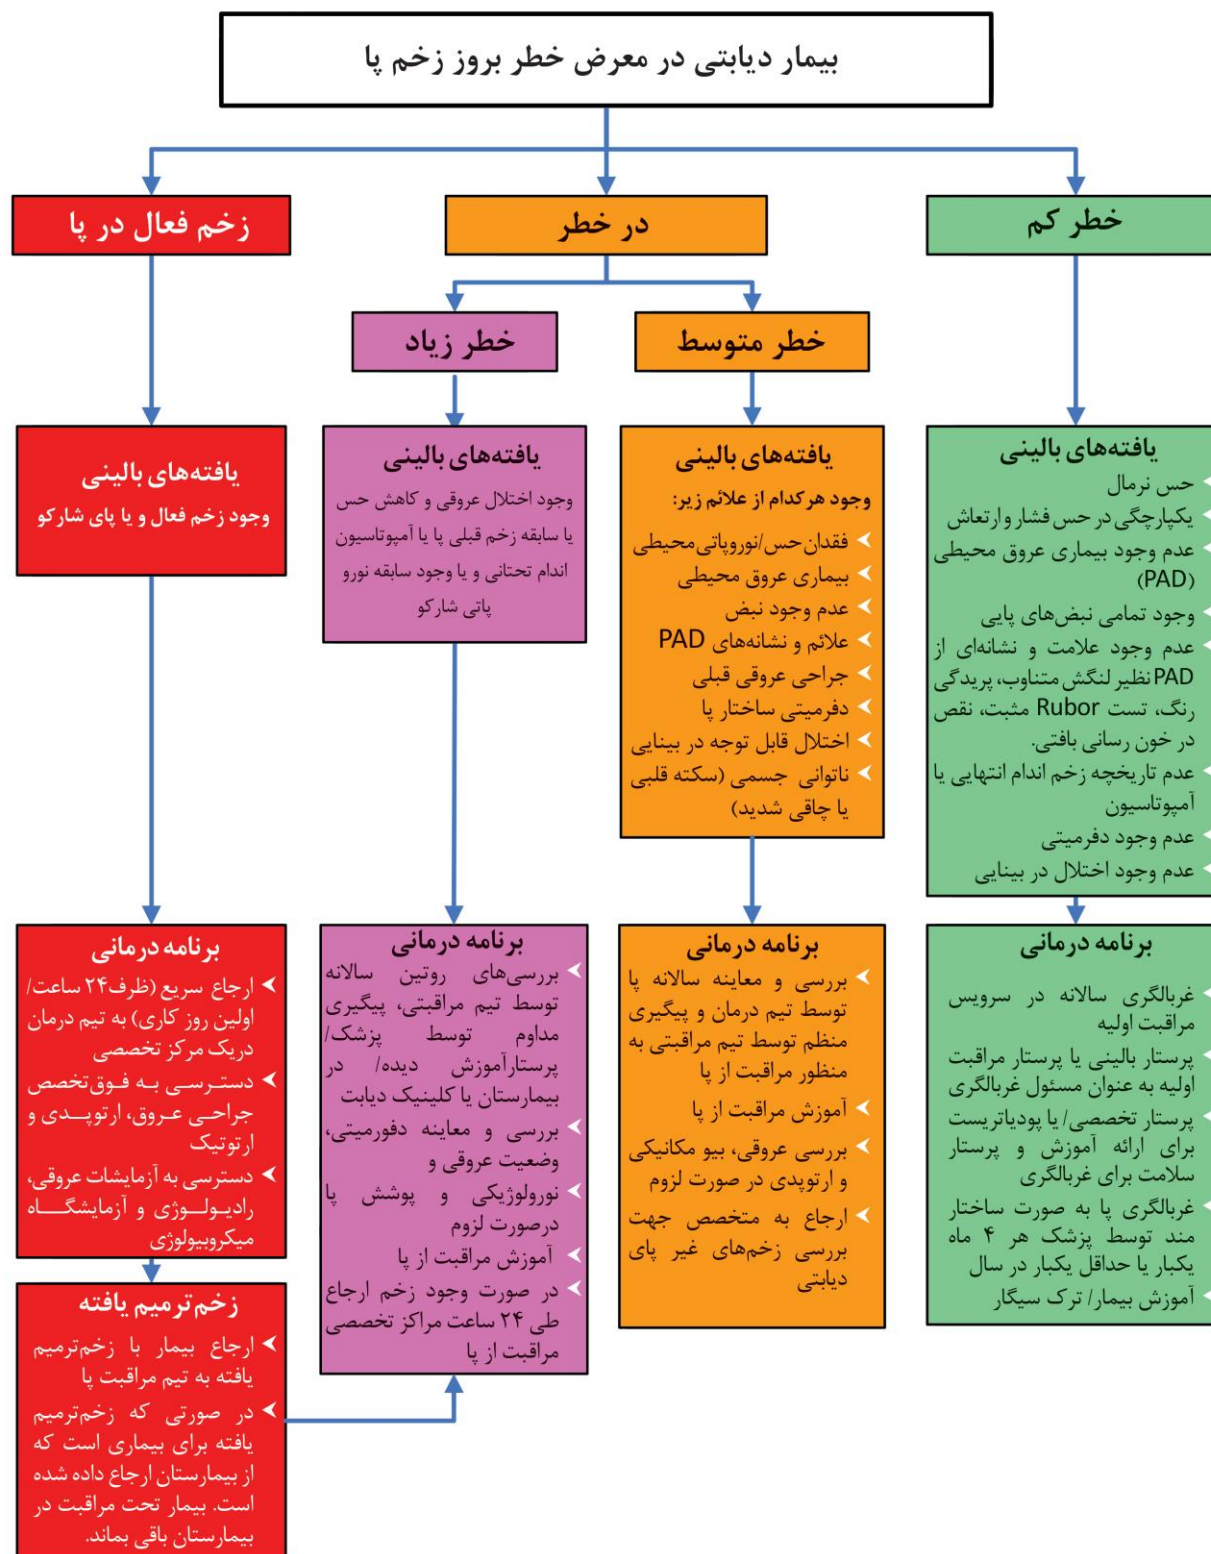 بیمار دیابتی در معرض خطر بروز زخم پا
خطر کم
در خطر
زخم فعال در پا
خطر متوسط
خطر زیاد
یافته‌های بالینی
حس نرمال
یکپارچگی در حس فشار و ارتعاش
عدم وجود بیماری عروق محیطی
(PAD)
وجود تمامی نبض‌های پایی
عدم وجود علامت و نشانه‌ای از
PAD نظیر لنگش متناوب، پریدگی
رنگ، تست Rubor مثبت، نقص
در خون رسانی بافتی.
عدم تاریخچه زخم اندام انتهایی یا
آمپوتاسیون
عدم وجود دفرمیتی
عدم وجود اختلال در بینایی
یافته‌های بالینی
وجود هرکدام از علائم زیر:
فقدان حس/نوروپاتی محیطی
بیماری عروق محیطی
عدم وجود نبض
علائم و نشانه‌های PAD
جراحی عروقی قبلی
دفرمیتی ساختار پا
اختلال قابل توجه در بینایی
ناتوانی جسمی (سکته قلبی
یا چاقی شدید)
یافته‌های بالینی
وجود اختلال عروقی و کاهش حس
یا سابقه زخم قبلی پا یا آمپوتاسیون
اندام تحتانی و یا وجود سابقه نورو
پاتی شارکو
یافته‌های بالینی
وجود زخم فعال و یا پای شارکو
برنامه درمانی
غربالگری سالانه در سرویس
مراقبت اولیه
پرستار بالینی یا پرستار مراقبت
اولیه به عنوان مسئول غربالگری
پرستار تخصصی/ یا پودیاتریست
برای ارائه آموزش و پرستار
سلامت برای غربالگری
غربالگری پا به صورت ساختار
مند توسط پزشک هر ۴ ماه
یکبار یا حداقل یکبار در سال
آموزش بیمار/ ترک سیگار
برنامه درمانی
بررسی و معاینه سالانه پا
توسط تیم درمان و پیگیری
منظم توسط تیم مراقبتی به
منظور مراقبت از پا
آموزش مراقبت از پا
بررسی عروقی، بیو مکانیکی
و ارتوپدی در صورت لزوم
ارجاع به متخصص جهت
بررسی زخم‌های غیر پای
دیابتی
برنامه درمانی
بررسی‌های روتین سالانه
توسط تیم مراقبتی، پیگیری
مداوم توسط پزشک/
پرستارآموزش دیده/ در
بیمارستان یا کلینیک دیابت
بررسی و معاینه دفورمیتی،
وضعیت عروقی و
نورولوژیکی و پوشش پا
درصورت لزوم
آموزش مراقبت از پا
در صورت وجود زخم ارجاع
طی ۲۴ ساعت مراکز تخصصی
مراقبت از پا
برنامه درمانی
ارجاع سریع (ظرف۲۴ ساعت/
اولین روز کاری) به تیم درمان
دریک مرکز تخصصی
دسترسی به فوق‌تخصص
جراحی عروق، ارتوپدی و
ارتوتیک
دسترسی به آزمایشات عروقی،
رادیولوژی و آزمایشگاه
میکروبیولوژی
زخم‌ترمیم یافته
ارجاع بیمار با زخم‌ترمیم
یافته به تیم مراقبت پا
در صورتی که زخم‌ترمیم
یافته برای بیماری است که
از بیمارستان ارجاع داده شده
است. بیمار تحت مراقبت در
بیمارستان باقی بماند.